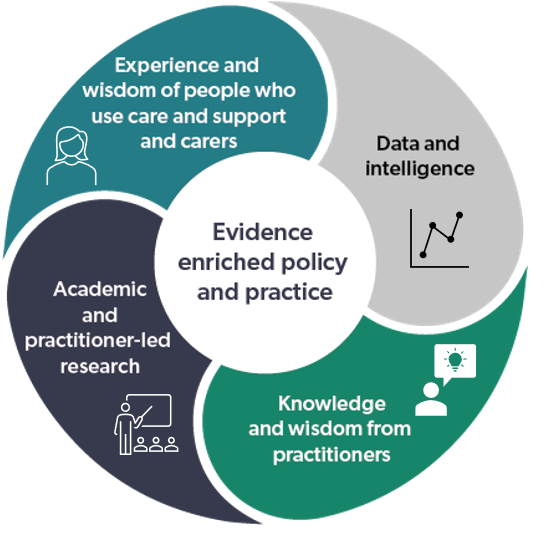 Experience and
wisdom of people who
use care and support
and carers
Data and
intelligence
Evidence
enriched policy
and practice
Academic
and
practitioner-led
research
Knowledge
and wisdom from
practitioners